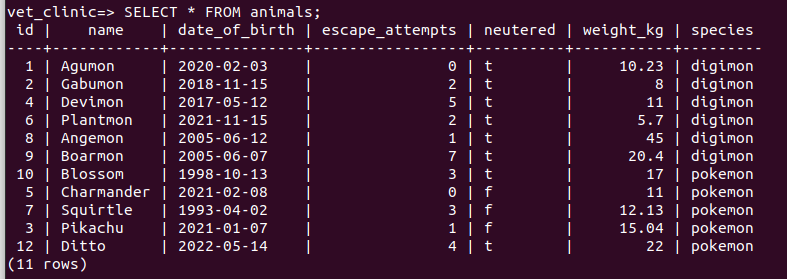 vet_clinic=> SELECT * FROM animals;
 id |    name    | date_of_birth | escape_attempts | neutered | weight_kg | species
----+------------+---------------+-----------------+----------+-----------+---------
  1 | Agumon     | 2020-02-03    |               0 | t        |     10.23 | digimon
  2 | Gabumon    | 2018-11-15    |               2 | t        |         8 | digimon
  4 | Devimon    | 2017-05-12    |               5 | t        |        11 | digimon
  6 | Plantmon   | 2021-11-15    |               2 | t        |       5.7 | digimon
  8 | Angemon    | 2005-06-12    |               1 | t        |        45 | digimon
  9 | Boarmon    | 2005-06-07    |               7 | t        |      20.4 | digimon
 10 | Blossom    | 1998-10-13    |               3 | t        |        17 | pokemon
  5 | Charmander | 2021-02-08    |               0 | f        |        11 | pokemon
  7 | Squirtle   | 1993-04-02    |               3 | f        |     12.13 | pokemon
  3 | Pikachu    | 2021-01-07    |               1 | f        |     15.04 | pokemon
 12 | Ditto      | 2022-05-14    |               4 | t        |        22 | pokemon
(11 rows)